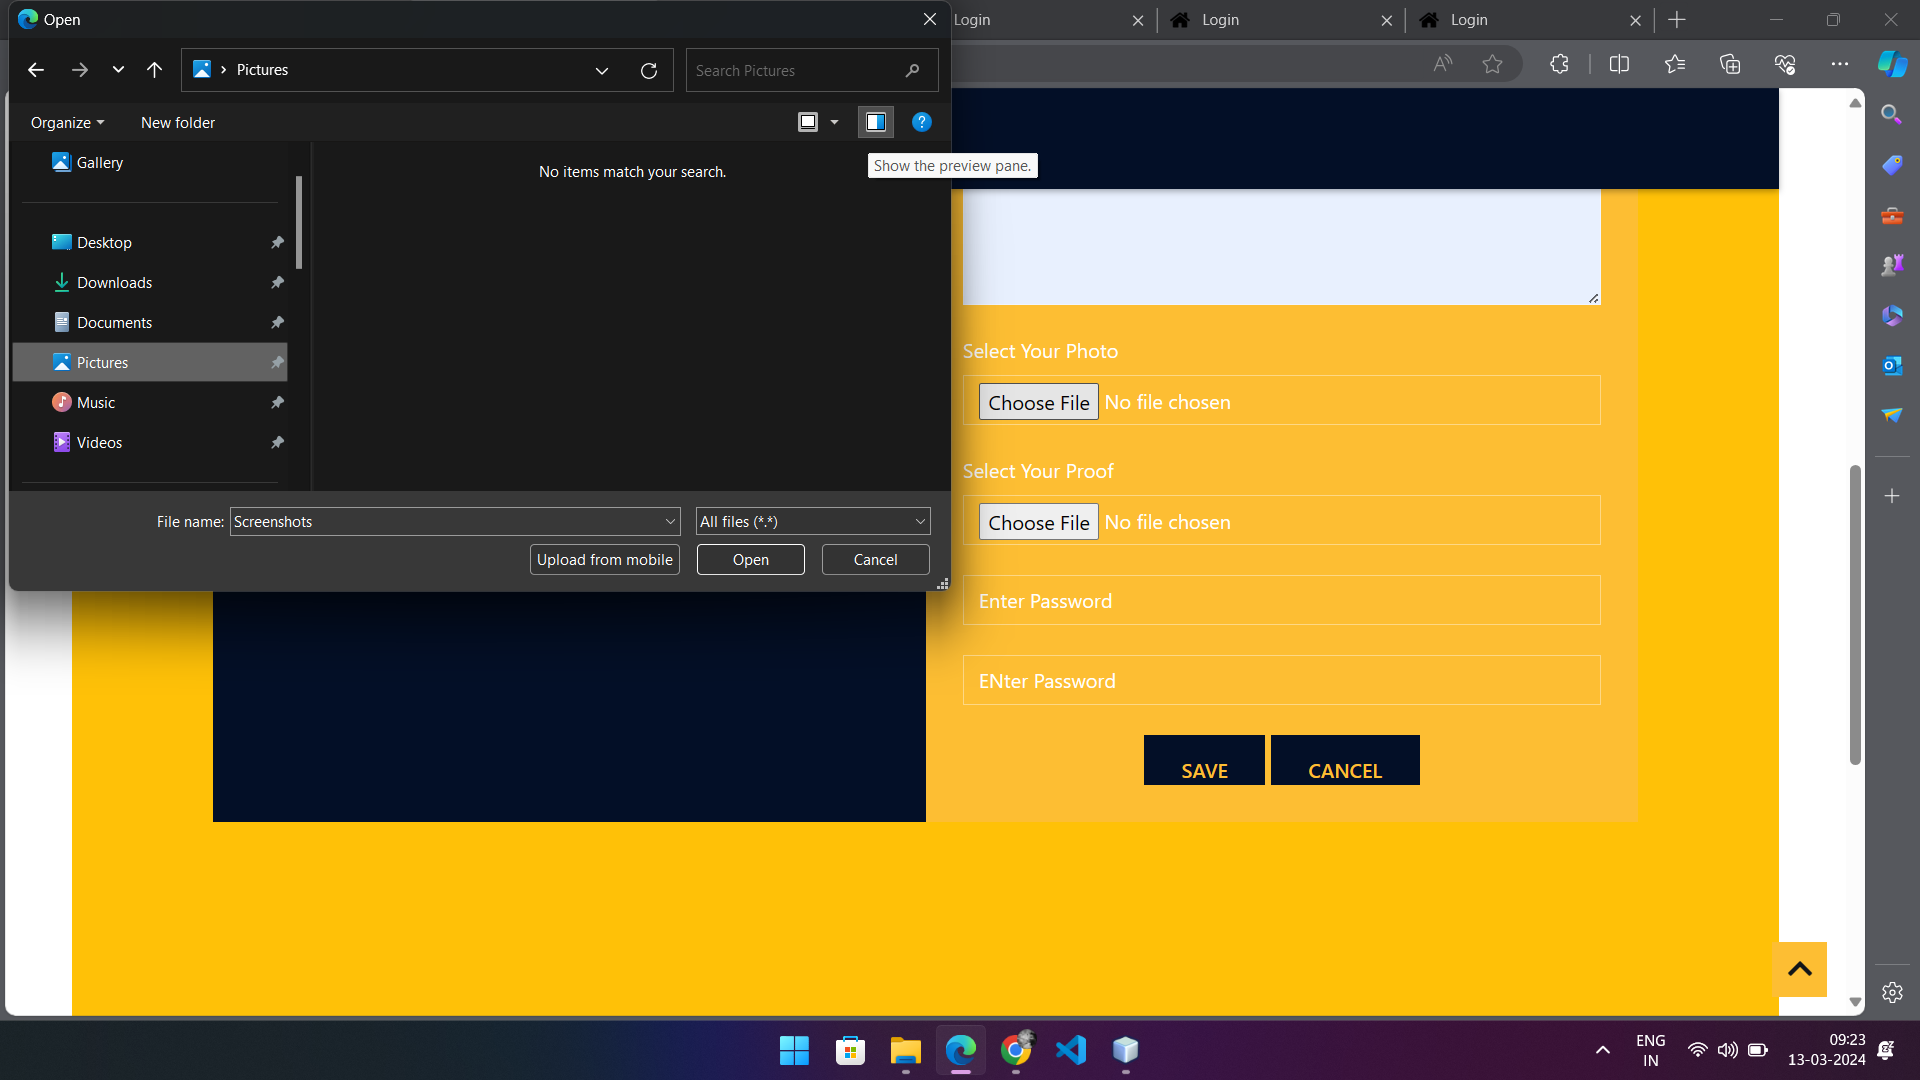 Open
Login
Login
Login
Pictures
Search Pictures
Organize
New folder
Gallery
No items match your search.
Show the preview pane.
Desktop
Downloads
Documents
Pictures
Music
Videos
File name: Screenshots
All files (*.*)
Upload from mobile
Open
Cancel
Select Your Photo
Choose File No file chosen
Select Your Proof
Choose File No file chosen
Enter Password
ENter Password
SAVE
CANCEL
ENG
IN
09:23
13-03-2024